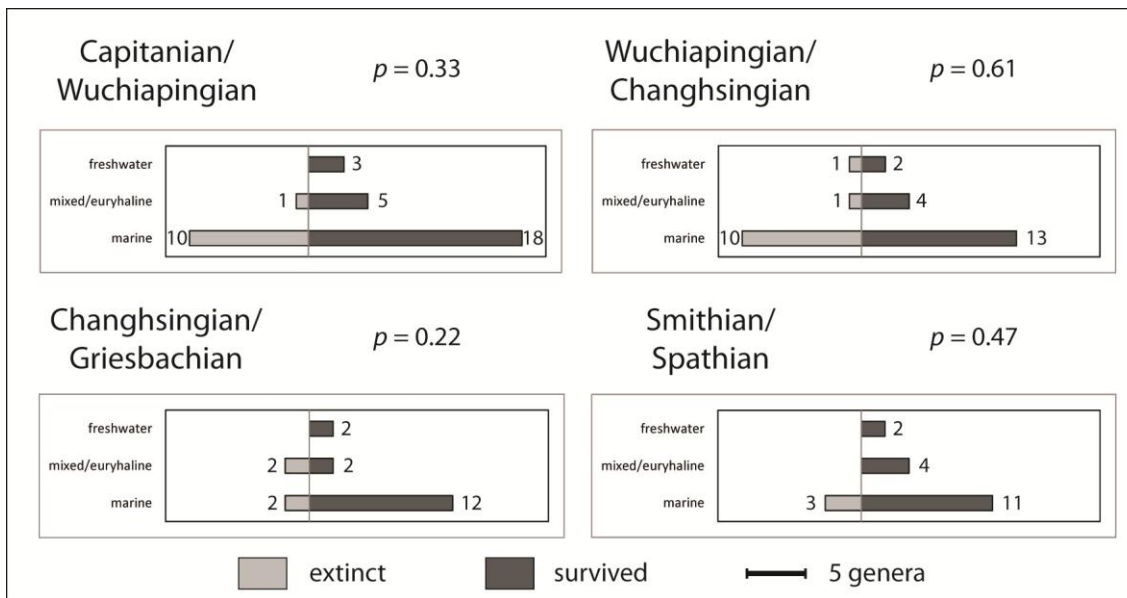 Capitanian/
Wuchiapingian
p = 0.33
freshwater
3
mixed/euryhaline
1 5
marine
10 18
Wuchiapingian/
Changhsingian
p = 0.61
freshwater
1 2
mixed/euryhaline
1 4
marine
10 13
Changhsingian/
Griesbachian
p = 0.22
freshwater
2
mixed/euryhaline
2 2
marine
2 12
Smithian/
Spathian
p = 0.47
freshwater
2
mixed/euryhaline
4
marine
3 11
extinct survived 5 genera